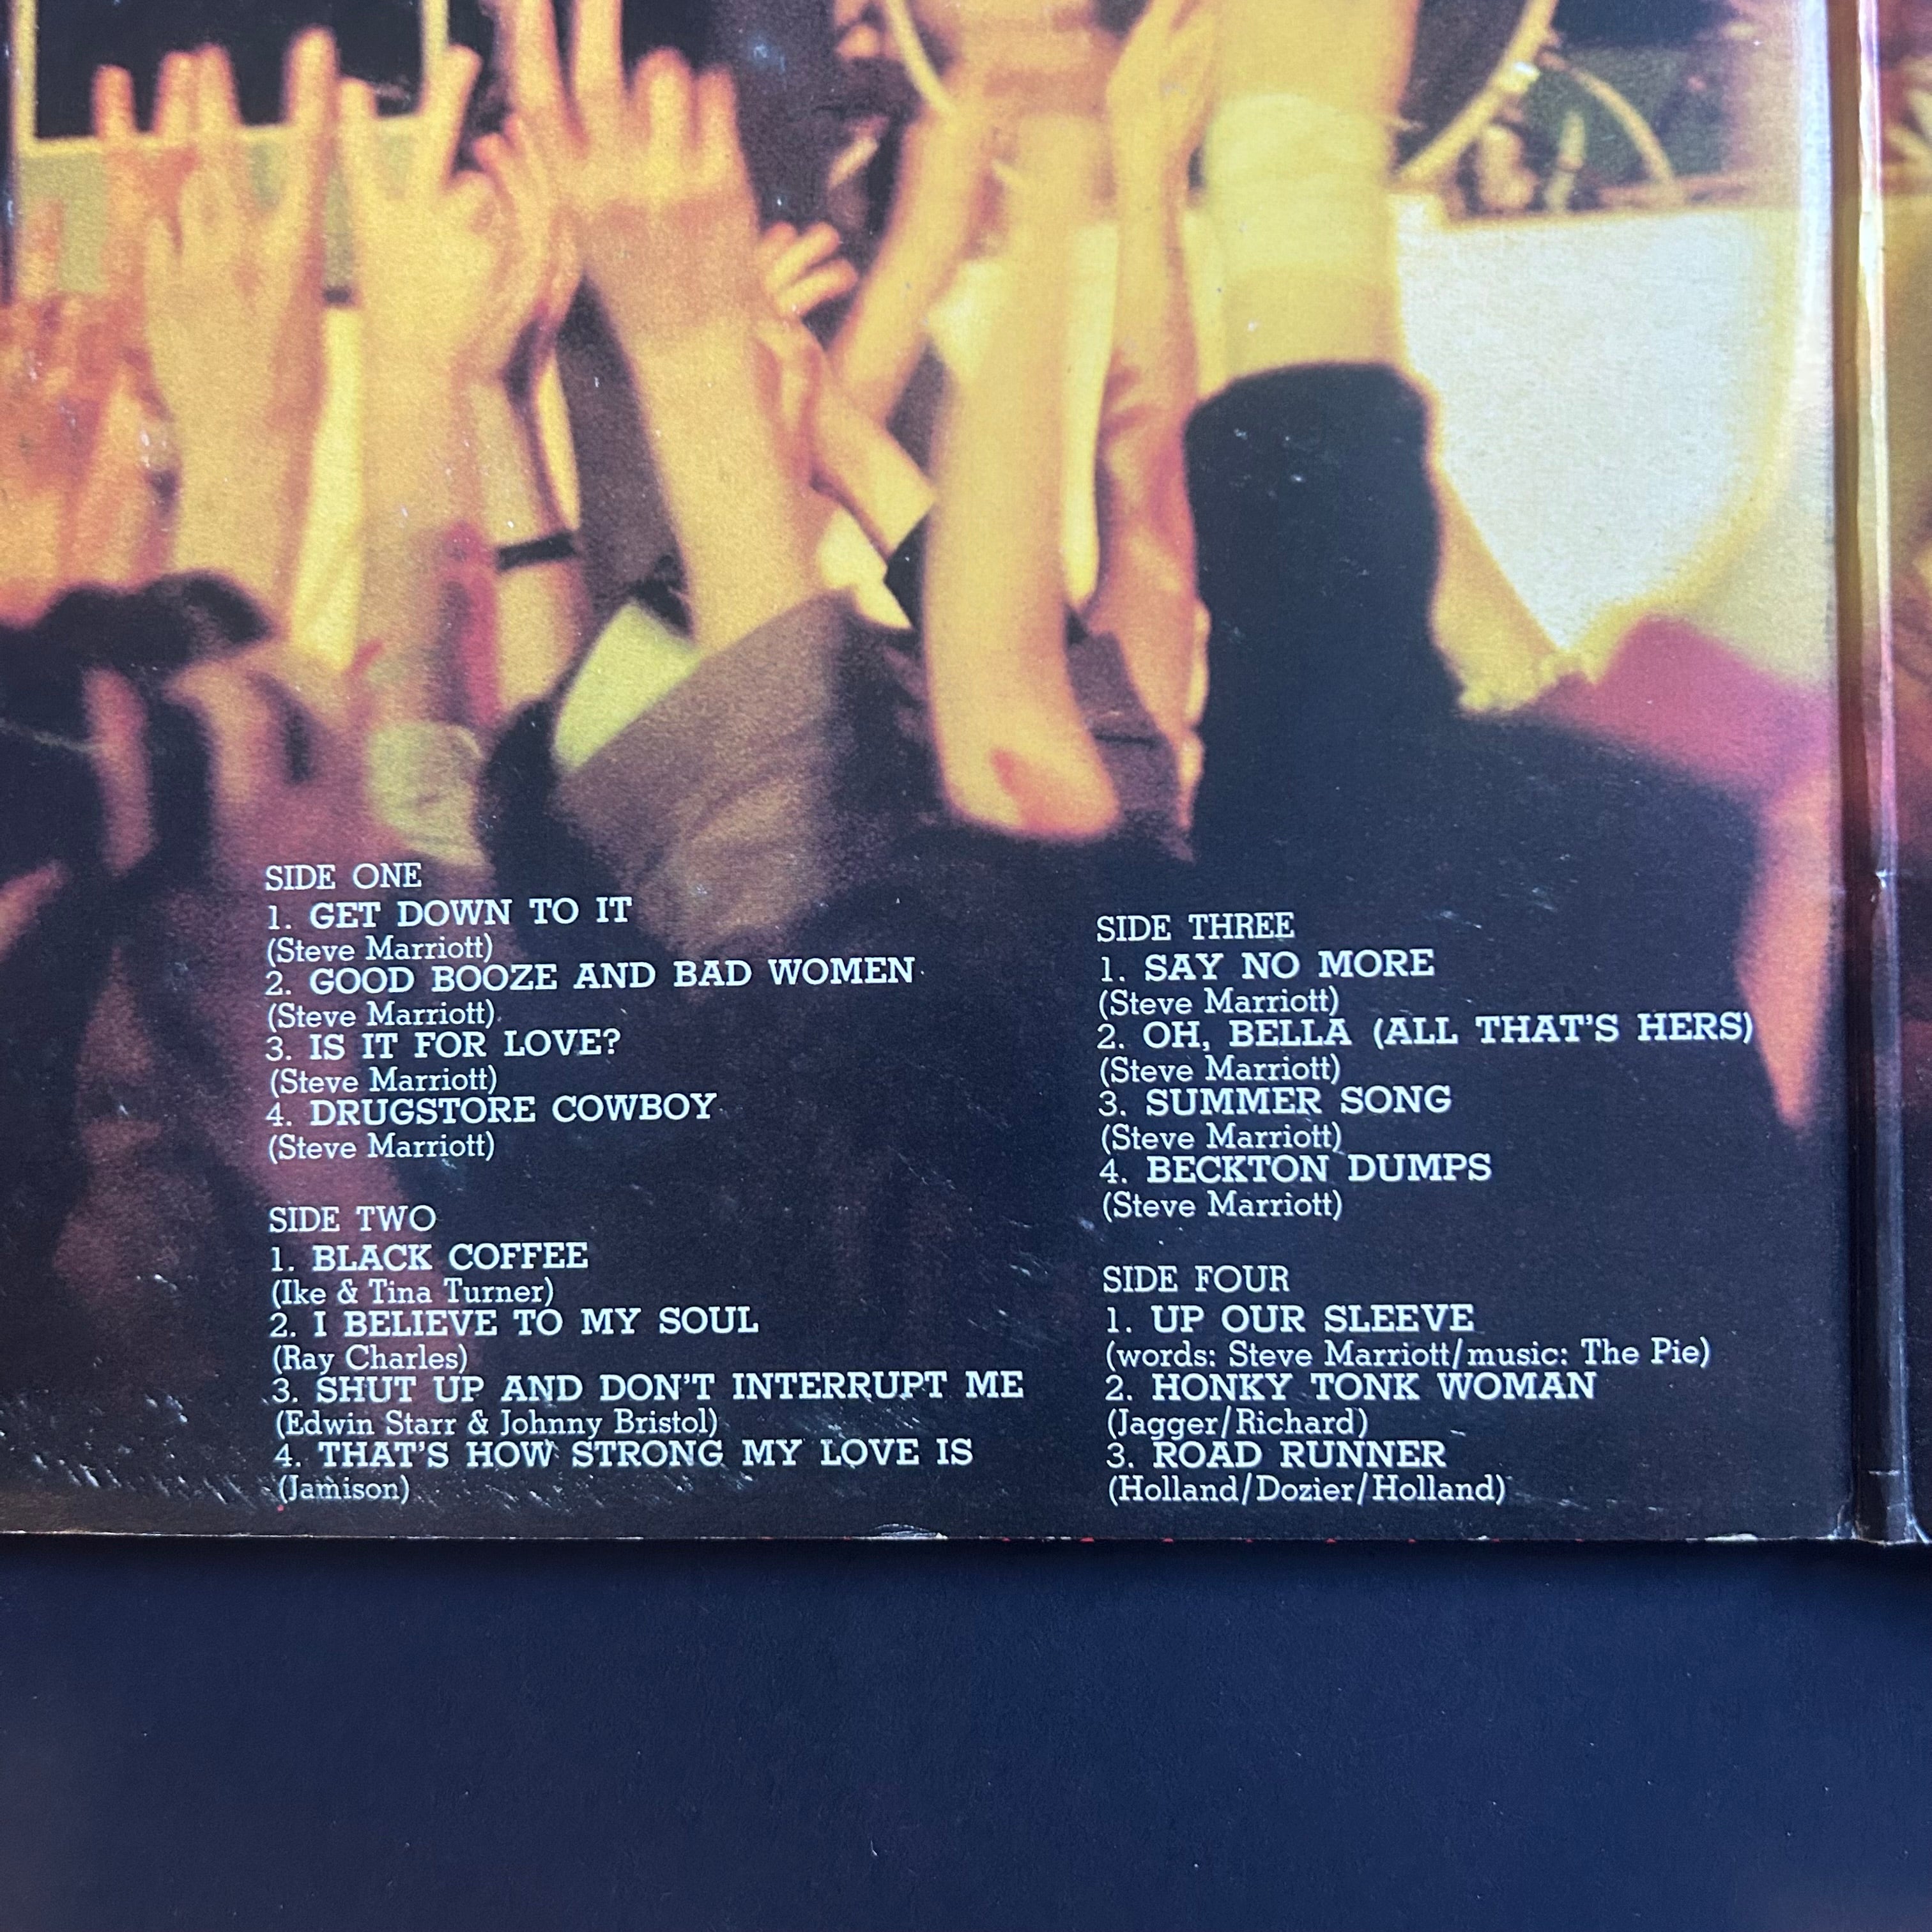 SIDE ONE
1. GET DOWN TO IT
(Steve Marriott)
2. GOOD BOOZE AND BAD WOMEN
(Steve Marriott)
3. IS IT FOR LOVE?
(Steve Marriott)
4. DRUGSTORE COWBOY
(Steve Marriott)
SIDE TWO
1. BLACK COFFEE
(Ike & Tina Turner)
2. I BELIEVE TO MY SOUL
(Ray Charles)
3. SHUT UP AND DON'T INTERRUPT ME
(Edwin Starr & Johnny Bristol)
4. THAT'S HOW STRONG MY LOVE IS
(Jamison)
SIDE THREE
1. SAY NO MORE
(Steve Marriott)
2. OH, BELLA (ALL THAT'S HERS)
(Steve Marriott)
3. SUMMER SONG
(Steve Marriott)
4. BECKTON DUMPS
(Steve Marriott)
SIDE FOUR
1. UP OUR SLEEVE
(words: Steve Marriott/music: The Pie)
2. HONKY TONK WOMAN
(Jagger/Richard)
3. ROAD RUNNER
(Holland/Dozier/Holland)